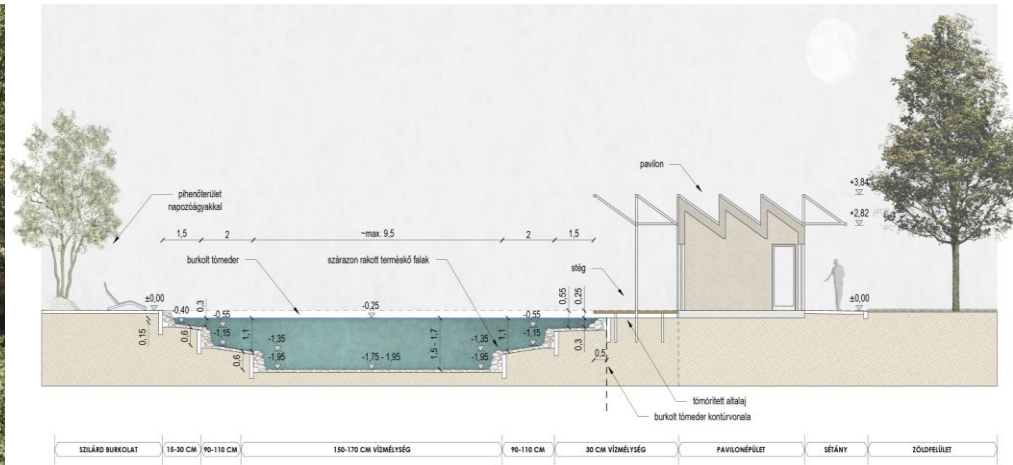 pavilon
+3,84
+2,82
pihenőterület
napozóágyakkal
1,5
2
~max. 9,5
2
1,5
burkolt tómeder
szárazon rakott terméskő falak
stég
±0,00
-0,40
0,3
-0,55
-0,25
-0,55
0,55
0,25
±0,00
0,15
0,6
-1,15
1,1
-1,35
1,5 - 1,7
-1,35
1,1
-1,15
0,3
0,6
-1,95
-1,75 - 1,95
-1,95
0,5
tömörített altalaj
burkolt tómeder kontúrvonala
SZILÁRD BURKOLAT
15-30 CM
90-110 CM
150-170 CM VÍZMÉLYSÉG
90-110 CM
30 CM VÍZMÉLYSÉG
PAVILONÉPÜLET
SÉTÁNY
ZÖLDFELÜLET